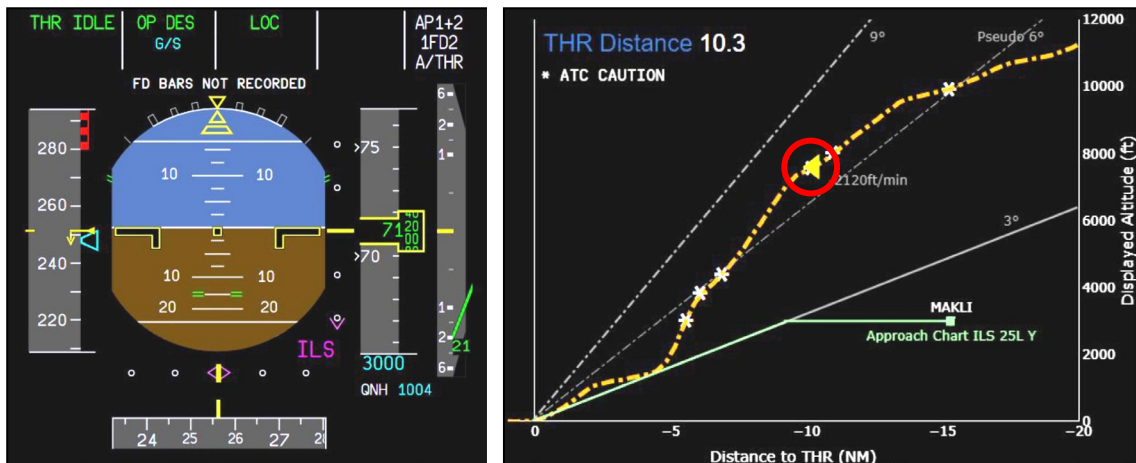 THR IDLE OP DES LOC AP1+2
G/S 1FD2
A/THR
FD BARS NOT RECORDED
280
260
240
220
10 10
10 10
20 20
75
71
20
00
70
6
2
1
1
2
6
21
ILS
3000
QNH 1004
24 25 26 27 28
THR Distance 10.3
* ATC CAUTION
9°
Pseudo 6°
2120ft/min
3°
MAKLI
Approach Chart ILS 25L Y
12000
10000
8000
6000
4000
2000
0
Displayed Altitude (ft)
0 −5 −10 −15 −20
Distance to THR (NM)